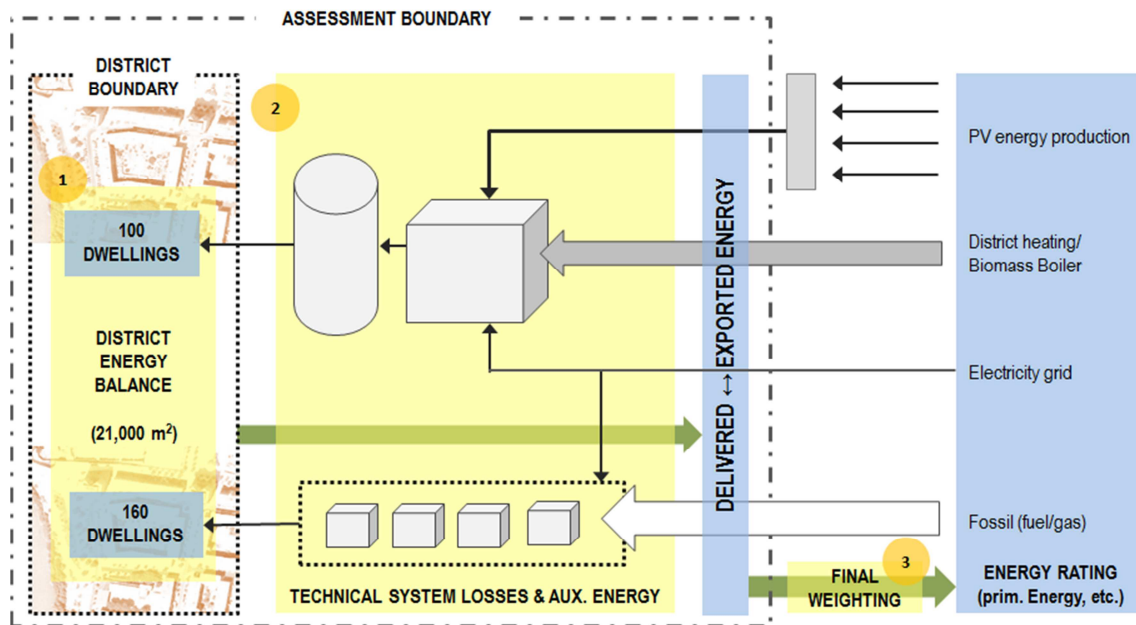 ASSESSMENT BOUNDARY
DISTRICT
BOUNDARY
2
1
100
DWELLINGS
DISTRICT
ENERGY
BALANCE
(21,000 m²)
160
DWELLINGS
TECHNICAL SYSTEM LOSSES & AUX. ENERGY
DELIVERED ↔ EXPORTED ENERGY
PV energy production
District heating/
Biomass Boiler
Electricity grid
Fossil (fuel/gas)
3
FINAL
WEIGHTING
ENERGY RATING
(prim. Energy, etc.)